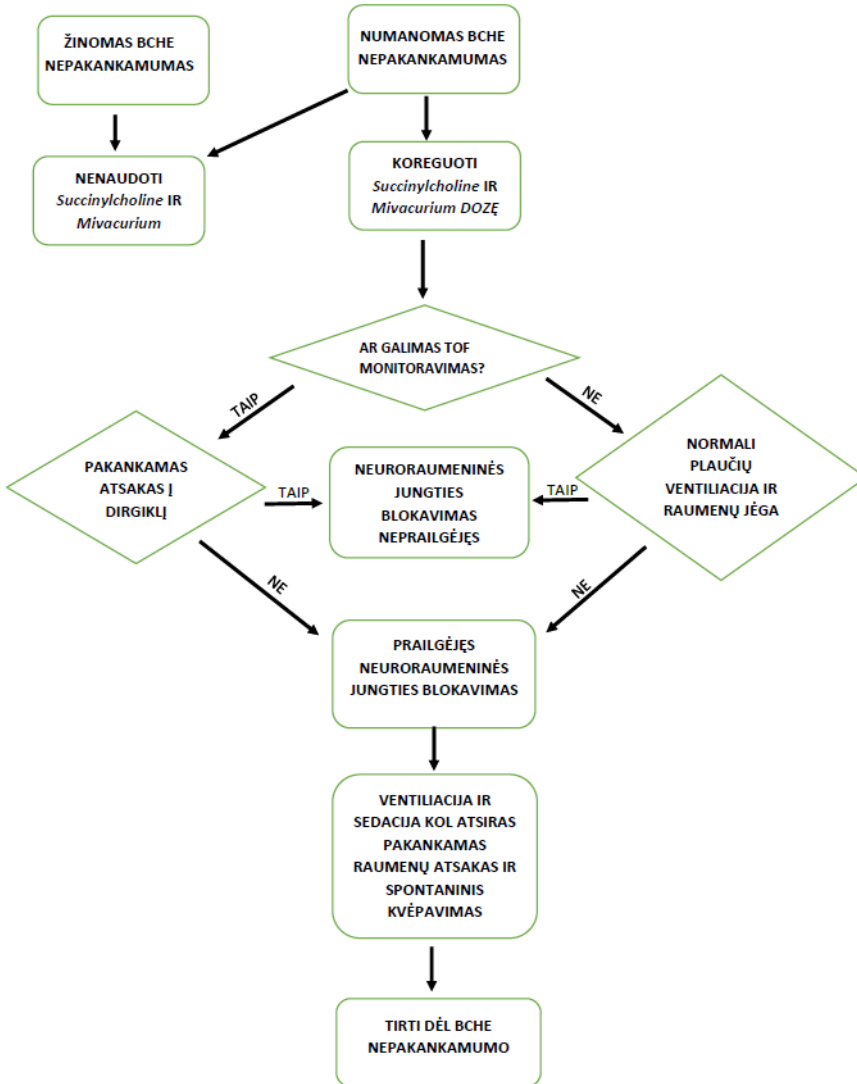 ŽINOMAS BCHE
NEPAKANKAMUMAS
NUMANOMAS BCHE
NEPAKANKAMUMAS
NENAUDOTI
Succinylcholine IR
Mivacurium
KOREGUOTI
Succinylcholine IR
Mivacurium DOZĘ
AR GALIMAS TOF
MONITORAVIMAS?
TAIP
NE
PAKANKAMAS
ATSAKAS Į
DIRGIKLĮ
TAIP
NEURORAUMENINĖS
JUNGTIES
BLOKAVIMAS
NEPRAILGĖJĘS
TAIP
NORMALI
PLAUČIŲ
VENTILIACIJA IR
RAUMENŲ JĖGA
NE
NE
PRAILGĖJĘS
NEURORAUMENINĖS
JUNGTIES BLOKAVIMAS
VENTILIACIJA IR
SEDACIJA KOL ATSIRAS
PAKANKAMAS
RAUMENŲ ATSAKAS IR
SPONTANINIS
KVĖPAVIMAS
TIRTI DĖL BCHE
NEPAKANKAMUMO